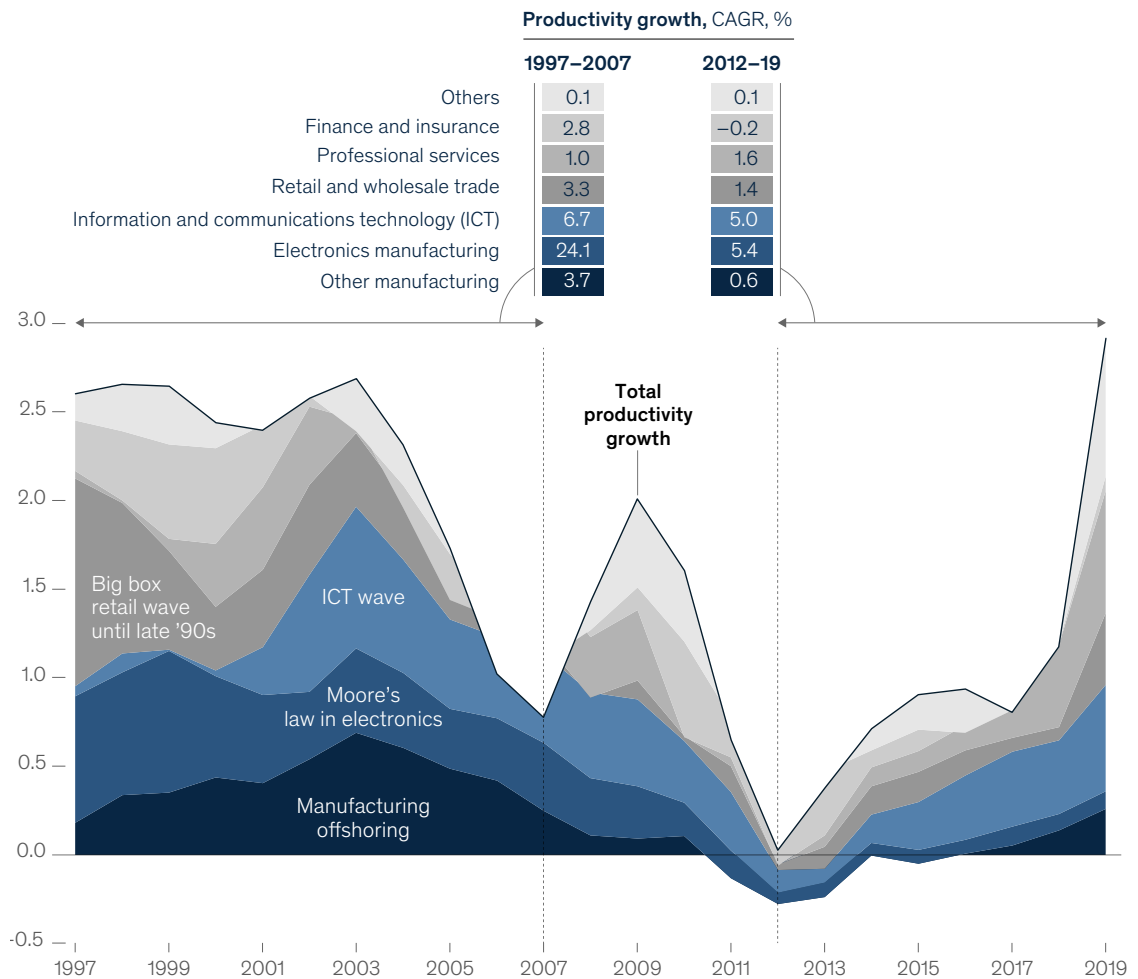 Productivity growth, CAGR, %
1997–2007 2012–19
Others 0.1 0.1
Finance and insurance 2.8 –0.2
Professional services 1.0 1.6
Retail and wholesale trade 3.3 1.4
Information and communications technology (ICT) 6.7 5.0
Electronics manufacturing 24.1 5.4
Other manufacturing 3.7 0.6
3.0
2.5
2.0
1.5
1.0
0.5
0.0
-0.5
Total
productivity
growth
Big box
retail wave
until late ’90s
ICT wave
Moore’s
law in electronics
Manufacturing
offshoring
1997 1999 2001 2003 2005 2007 2009 2011 2013 2015 2017 2019